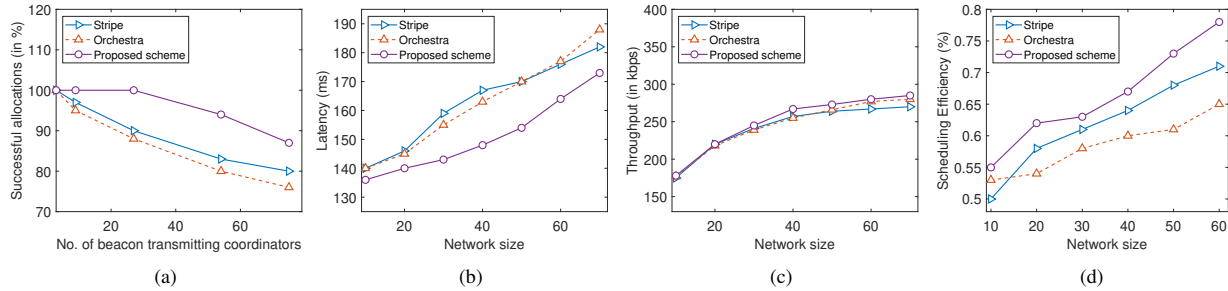 120
110
100
90
80
70
Successful allocations (in %)
Stripe
Orchestra
Proposed scheme
20
40
60
No. of beacon transmitting coordinators
(a)
190
180
170
160
150
140
130
Latency (ms)
Stripe
Orchestra
Proposed scheme
10
20
30
40
50
60
70
Network size
(b)
400
350
300
250
200
150
Throughput (in kbps)
Stripe
Orchestra
Proposed scheme
20
40
60
Network size
(c)
0.8
0.75
0.7
0.65
0.6
0.55
0.5
Scheduling Efficiency (%)
Stripe
Orchestra
Proposed scheme
10
20
30
40
50
60
Network size
(d)